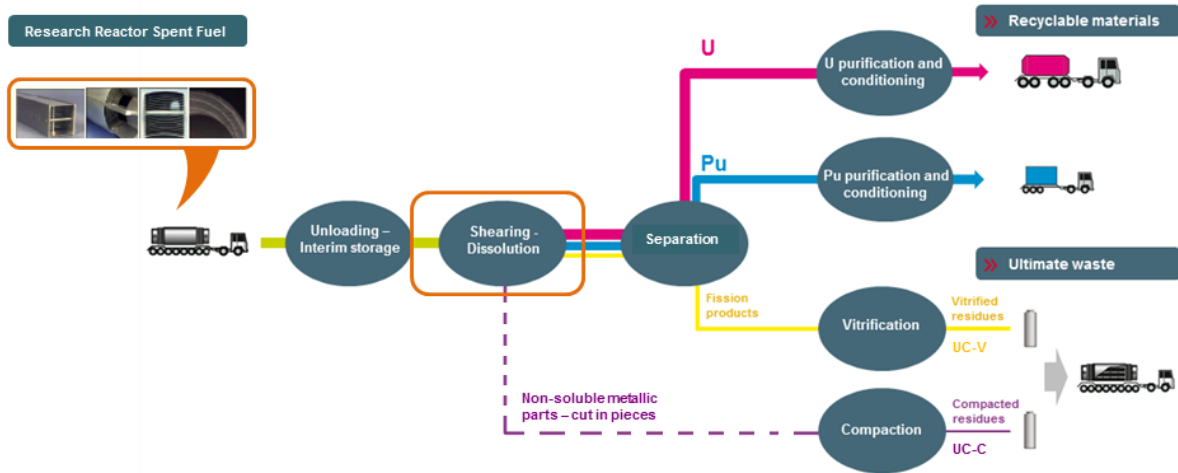 Research Reactor Spent Fuel
Recyclable materials
U
U purification and
conditioning
Pu
Pu purification and
conditioning
Unloading –
Interim storage
Shearing -
Dissolution
Separation
Ultimate waste
Fission
products
Vitrification
Vitrified
residues
UC-V
Non-soluble metallic
parts – cut in pieces
Compaction
Compacted
residues
UC-C